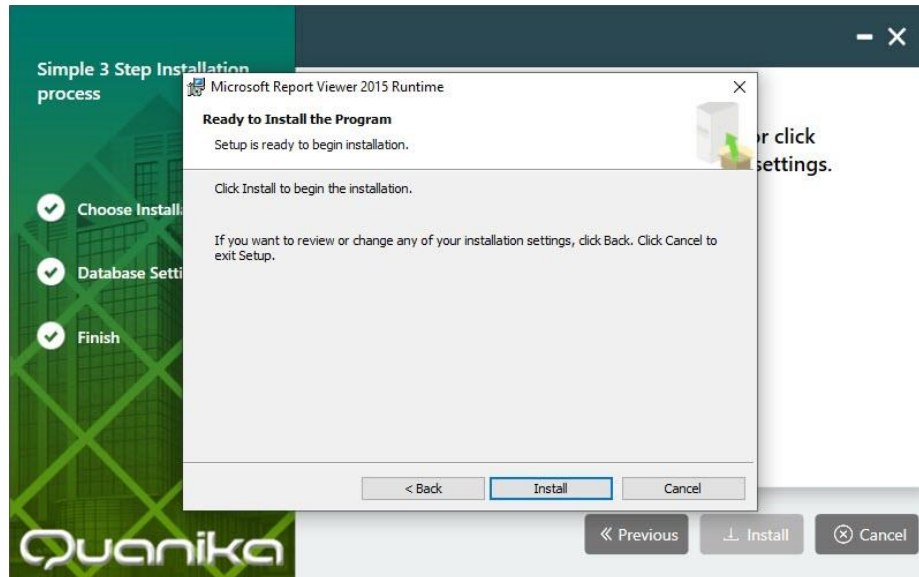 Simple 3 Step Installation
process
Choose Install
Database Setti
Finish
Quanika
Microsoft Report Viewer 2015 Runtime
Ready to Install the Program
Setup is ready to begin installation.
Click Install to begin the installation.
If you want to review or change any of your installation settings, click Back. Click Cancel to
exit Setup.
< Back Install Cancel
or click
settings.
Previous Install Cancel